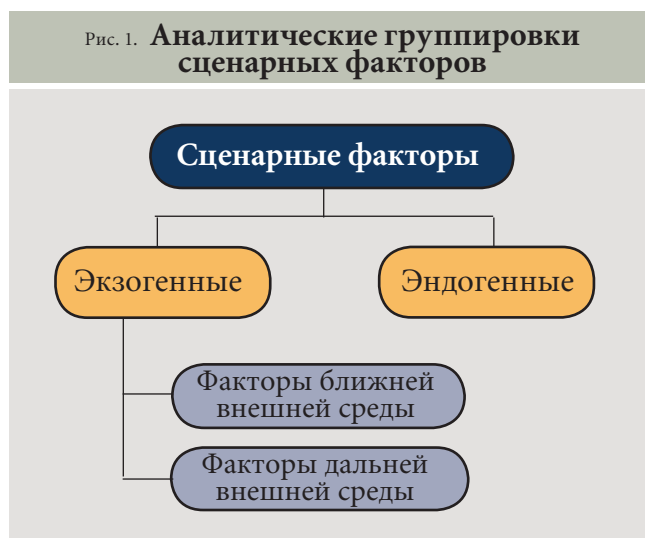 Рис. 1. Аналитические группировки
сценарных факторов
Сценарные факторы
Экзогенные
Эндогенные
Факторы ближней
внешней среды
Факторы дальней
внешней среды